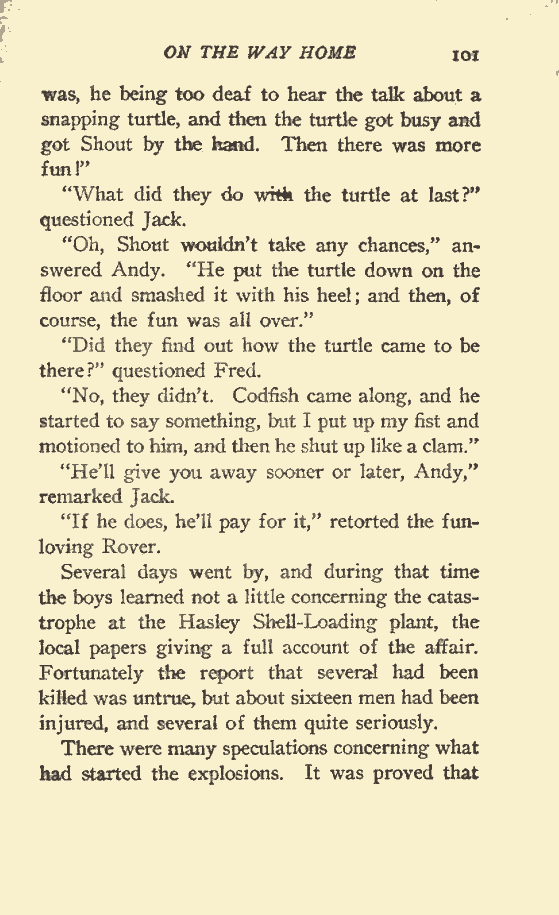 ON THE WAY HOME 101
was, he being too deaf to hear the talk about a
snapping turtle, and then the turtle got busy and
got Shout by the hand. Then there was more
fun!”
“What did they do with the turtle at last?”
questioned Jack.
“Oh, Shout wouldn’t take any chances,” an-
swered Andy. “He put the turtle down on the
floor and smashed it with his heel; and then, of
course, the fun was all over.”
“Did they find out how the turtle came to be
there?” questioned Fred.
“No, they didn’t. Codfish came along, and he
started to say something, but I put up my fist and
motioned to him, and then he shut up like a clam.”
“He’ll give you away sooner or later, Andy,”
remarked Jack.
“If he does, he’ll pay for it,” retorted the fun-
loving Rover.
Several days went by, and during that time
the boys learned not a little concerning the catas-
trophe at the Hasley Shell-Loading plant, the
local papers giving a full account of the affair.
Fortunately the report that several had been
killed was untrue, but about sixteen men had been
injured, and several of them quite seriously.
There were many speculations concerning what
had started the explosions. It was proved that